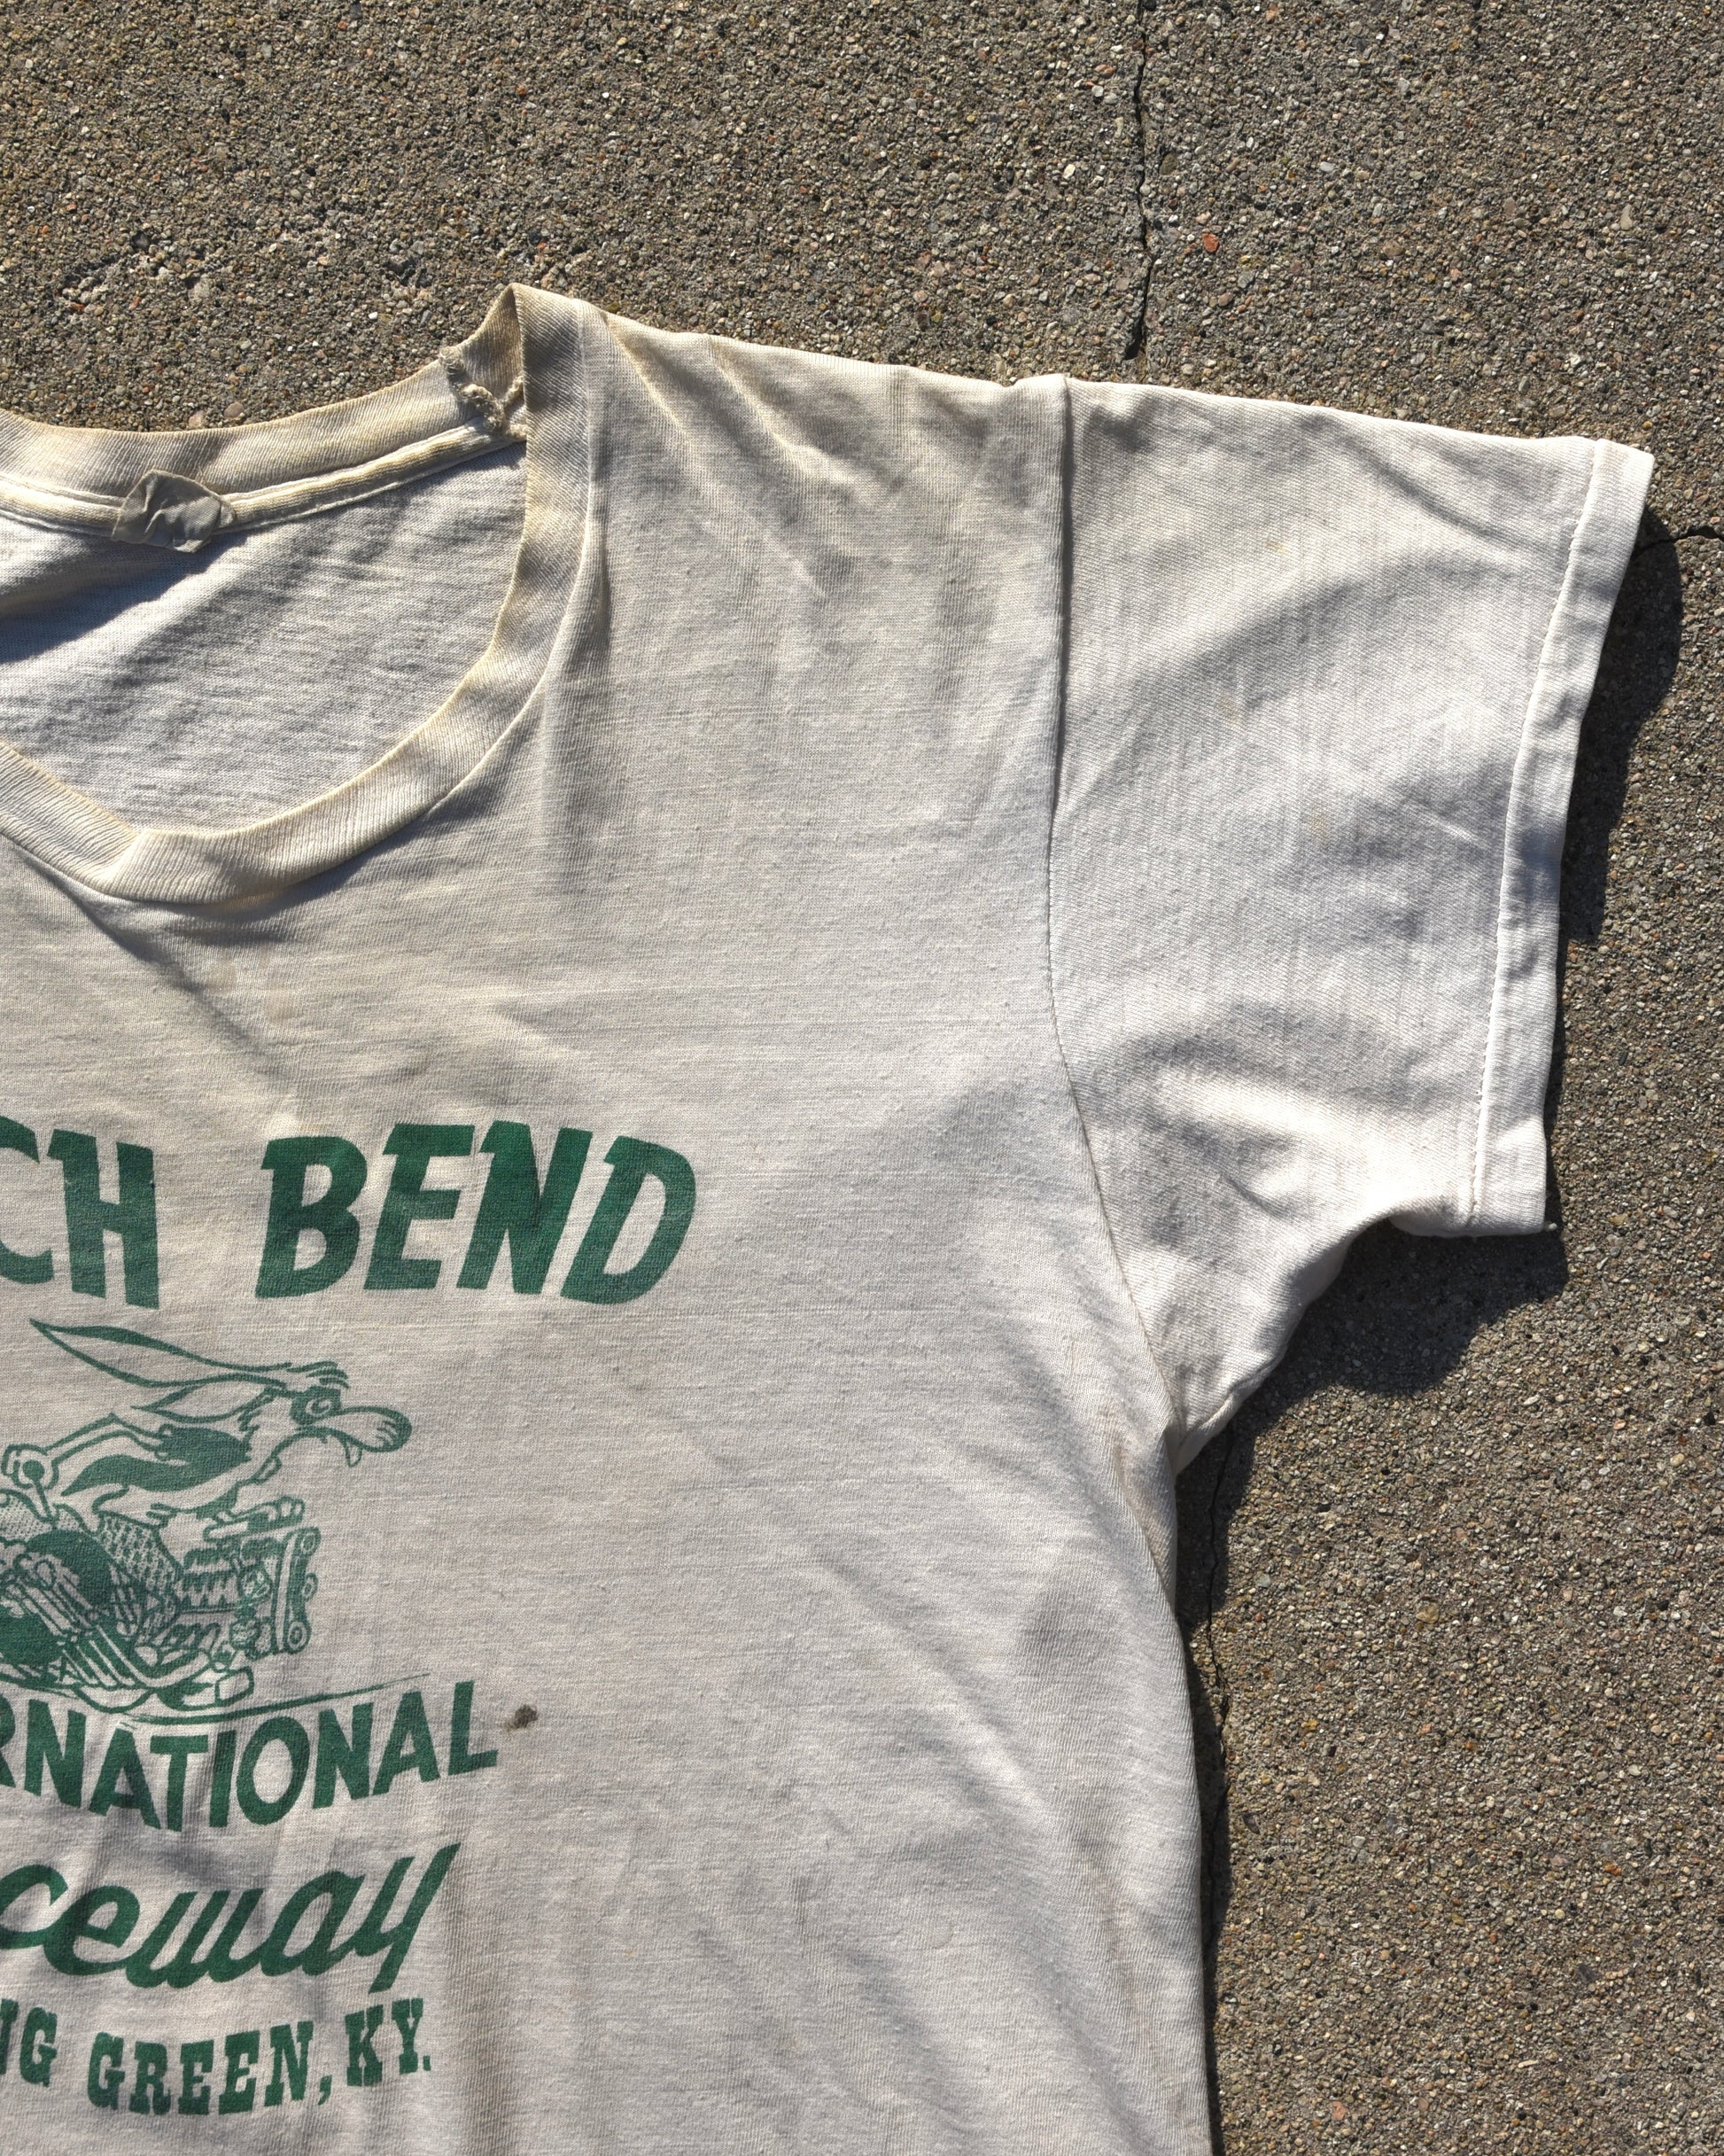 CH BEND
RNATIONAL
ceway
NG GREEN, KY.